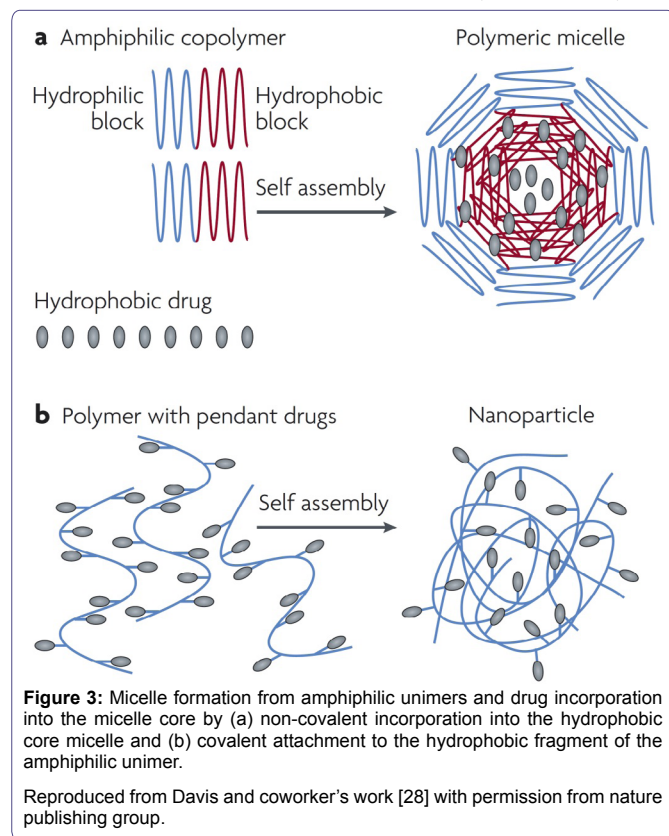 a Amphiphilic copolymer
Polymeric micelle
Hydrophilic block
Hydrophobic block
Self assembly
Hydrophobic drug
b Polymer with pendant drugs
Nanoparticle
Self assembly
Figure 3: Micelle formation from amphiphilic unimers and drug incorporation
into the micelle core by (a) non-covalent incorporation into the hydrophobic
core micelle and (b) covalent attachment to the hydrophobic fragment of the
amphiphilic unimer.
Reproduced from Davis and coworker's work [28] with permission from nature
publishing group.